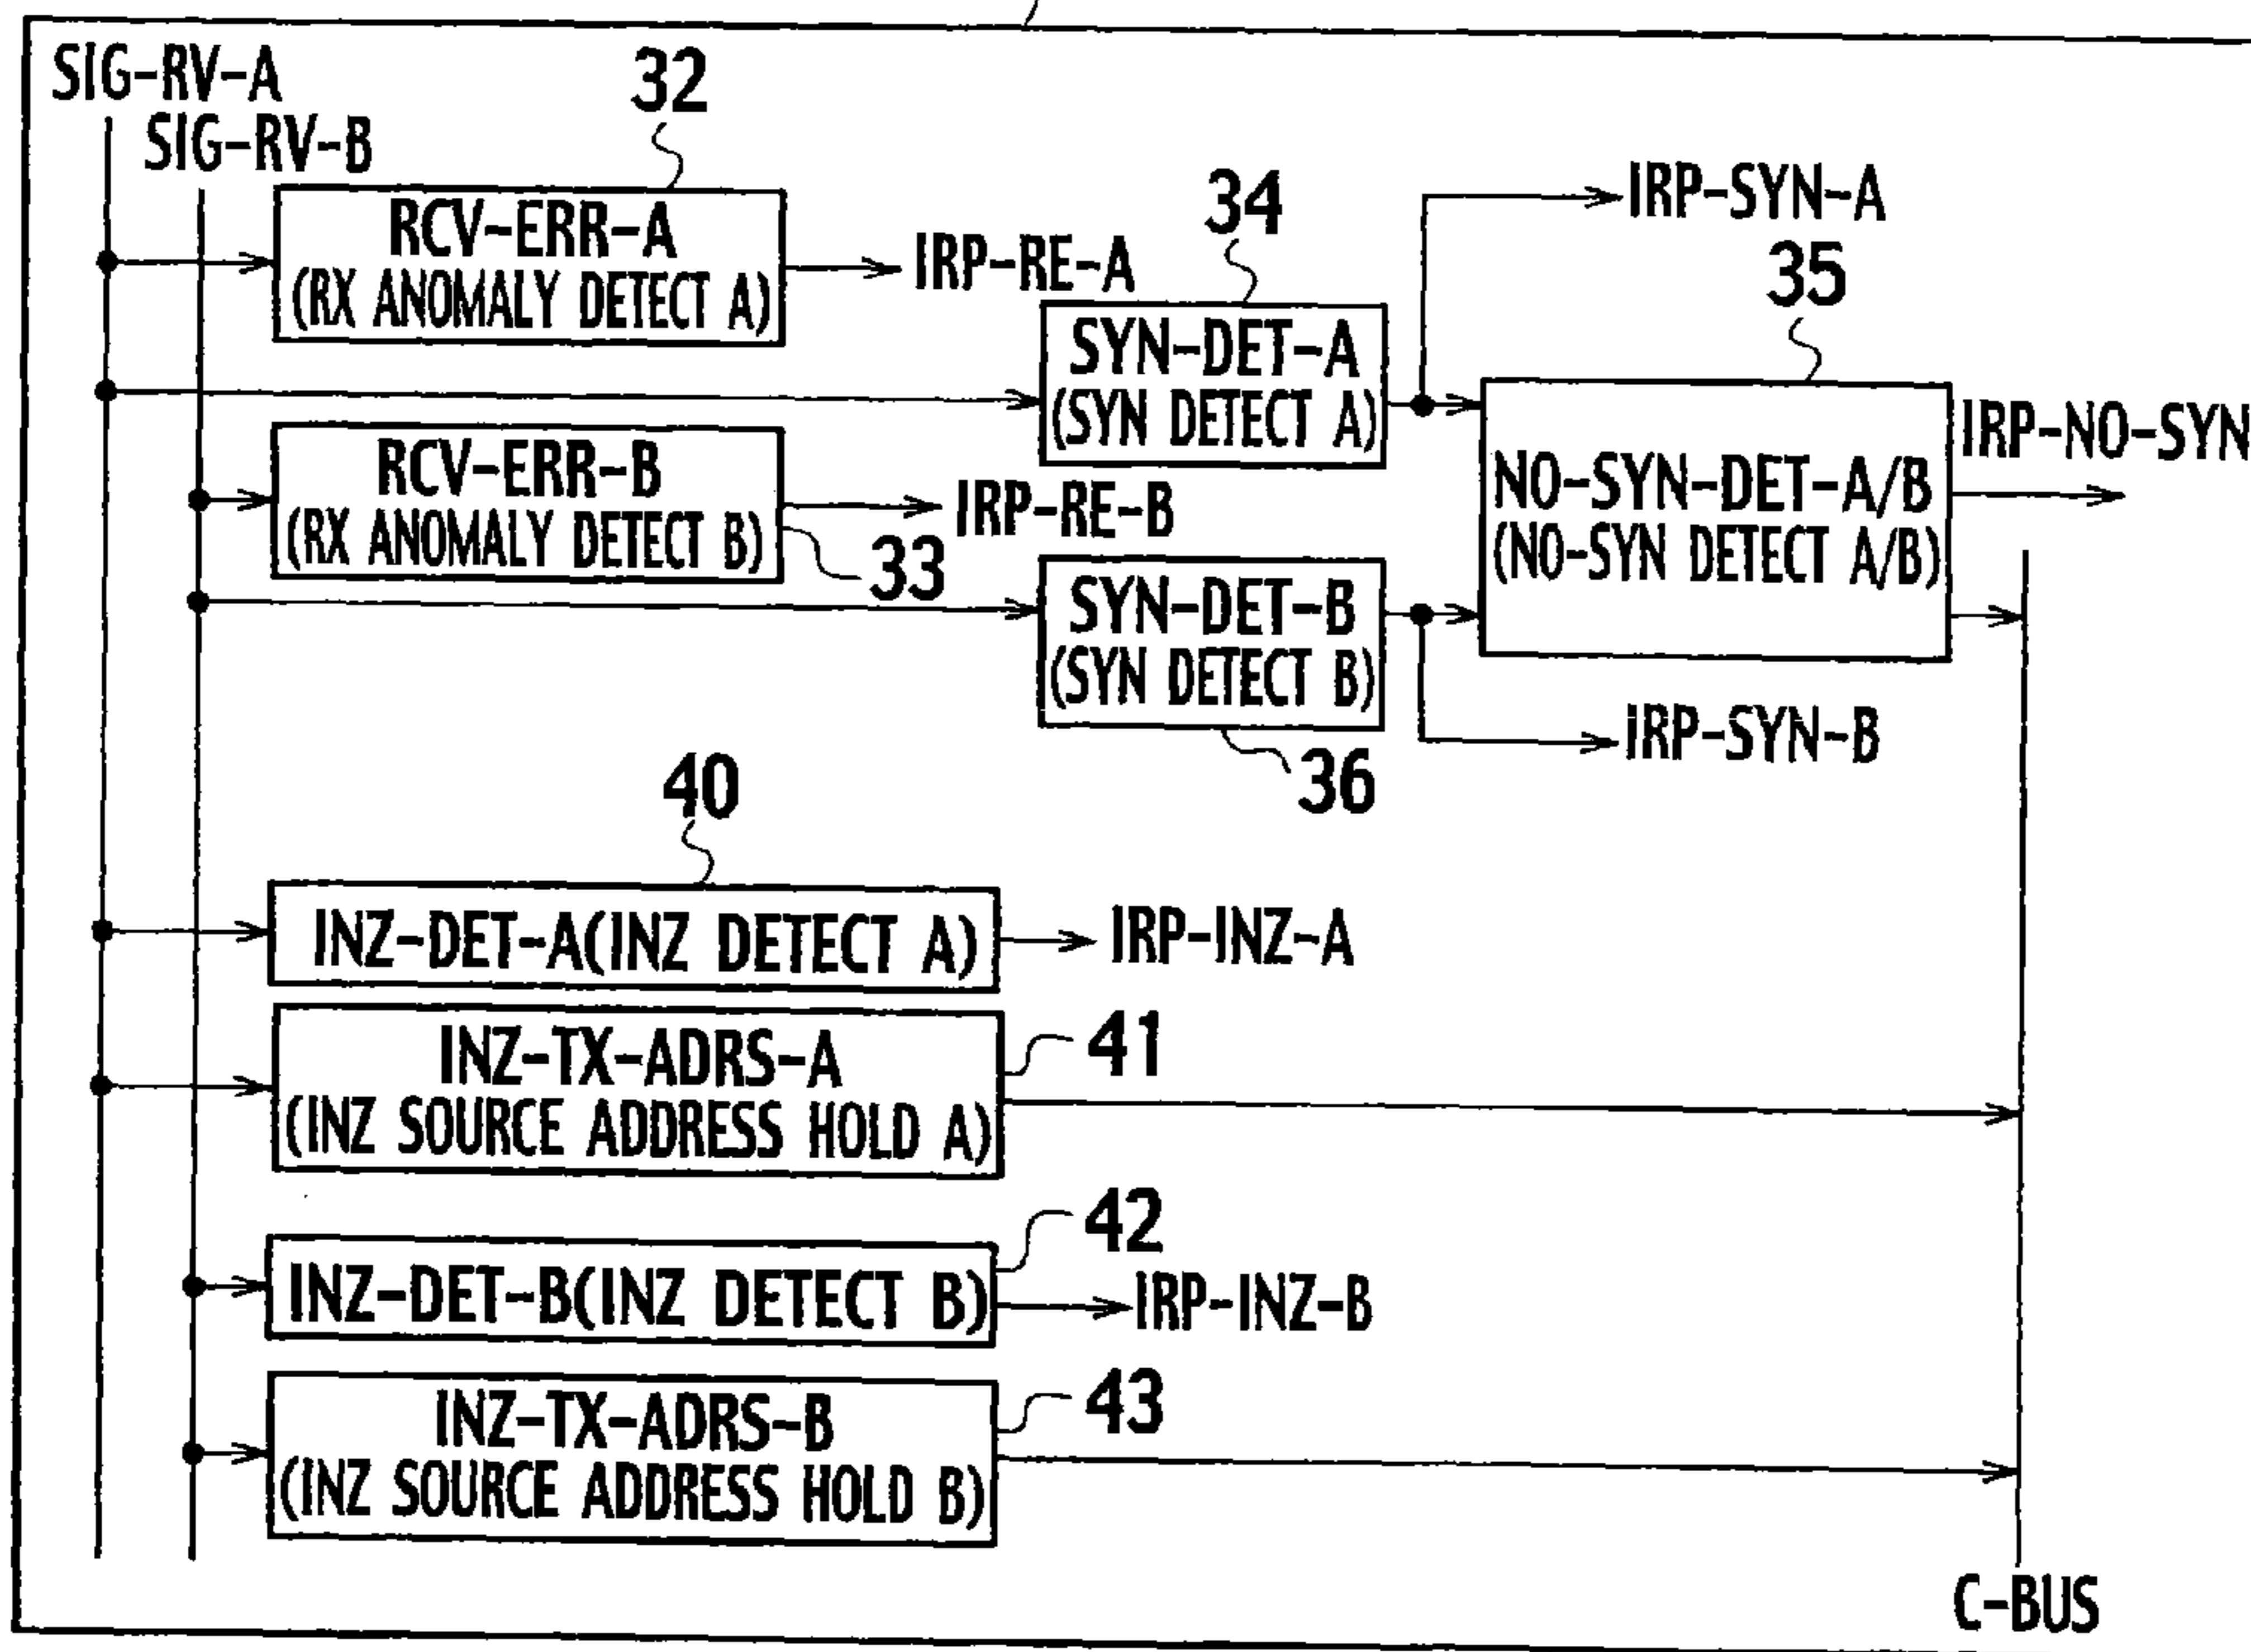 SIG-RV-A
SIG-RV-B
32
RCV-ERR-A
(RX ANOMALY DETECT A)
IRP-RE-A
34
SYN-DET-A
(SYN DETECT A)
IRP-SYN-A
35
NO-SYN-DET-A/B
(NO-SYN DETECT A/B)
IRP-NO-SYN
RCV-ERR-B
(RX ANOMALY DETECT B)
IRP-RE-B
33
SYN-DET-B
(SYN DETECT B)
IRP-SYN-B
36
40
INZ-DET-A(INZ DETECT A)
IRP-INZ-A
INZ-TX-ADRS-A
(INZ SOURCE ADDRESS HOLD A)
41
42
INZ-DET-B(INZ DETECT B)
IRP-INZ-B
INZ-TX-ADRS-B
(INZ SOURCE ADDRESS HOLD B)
43
C-BUS